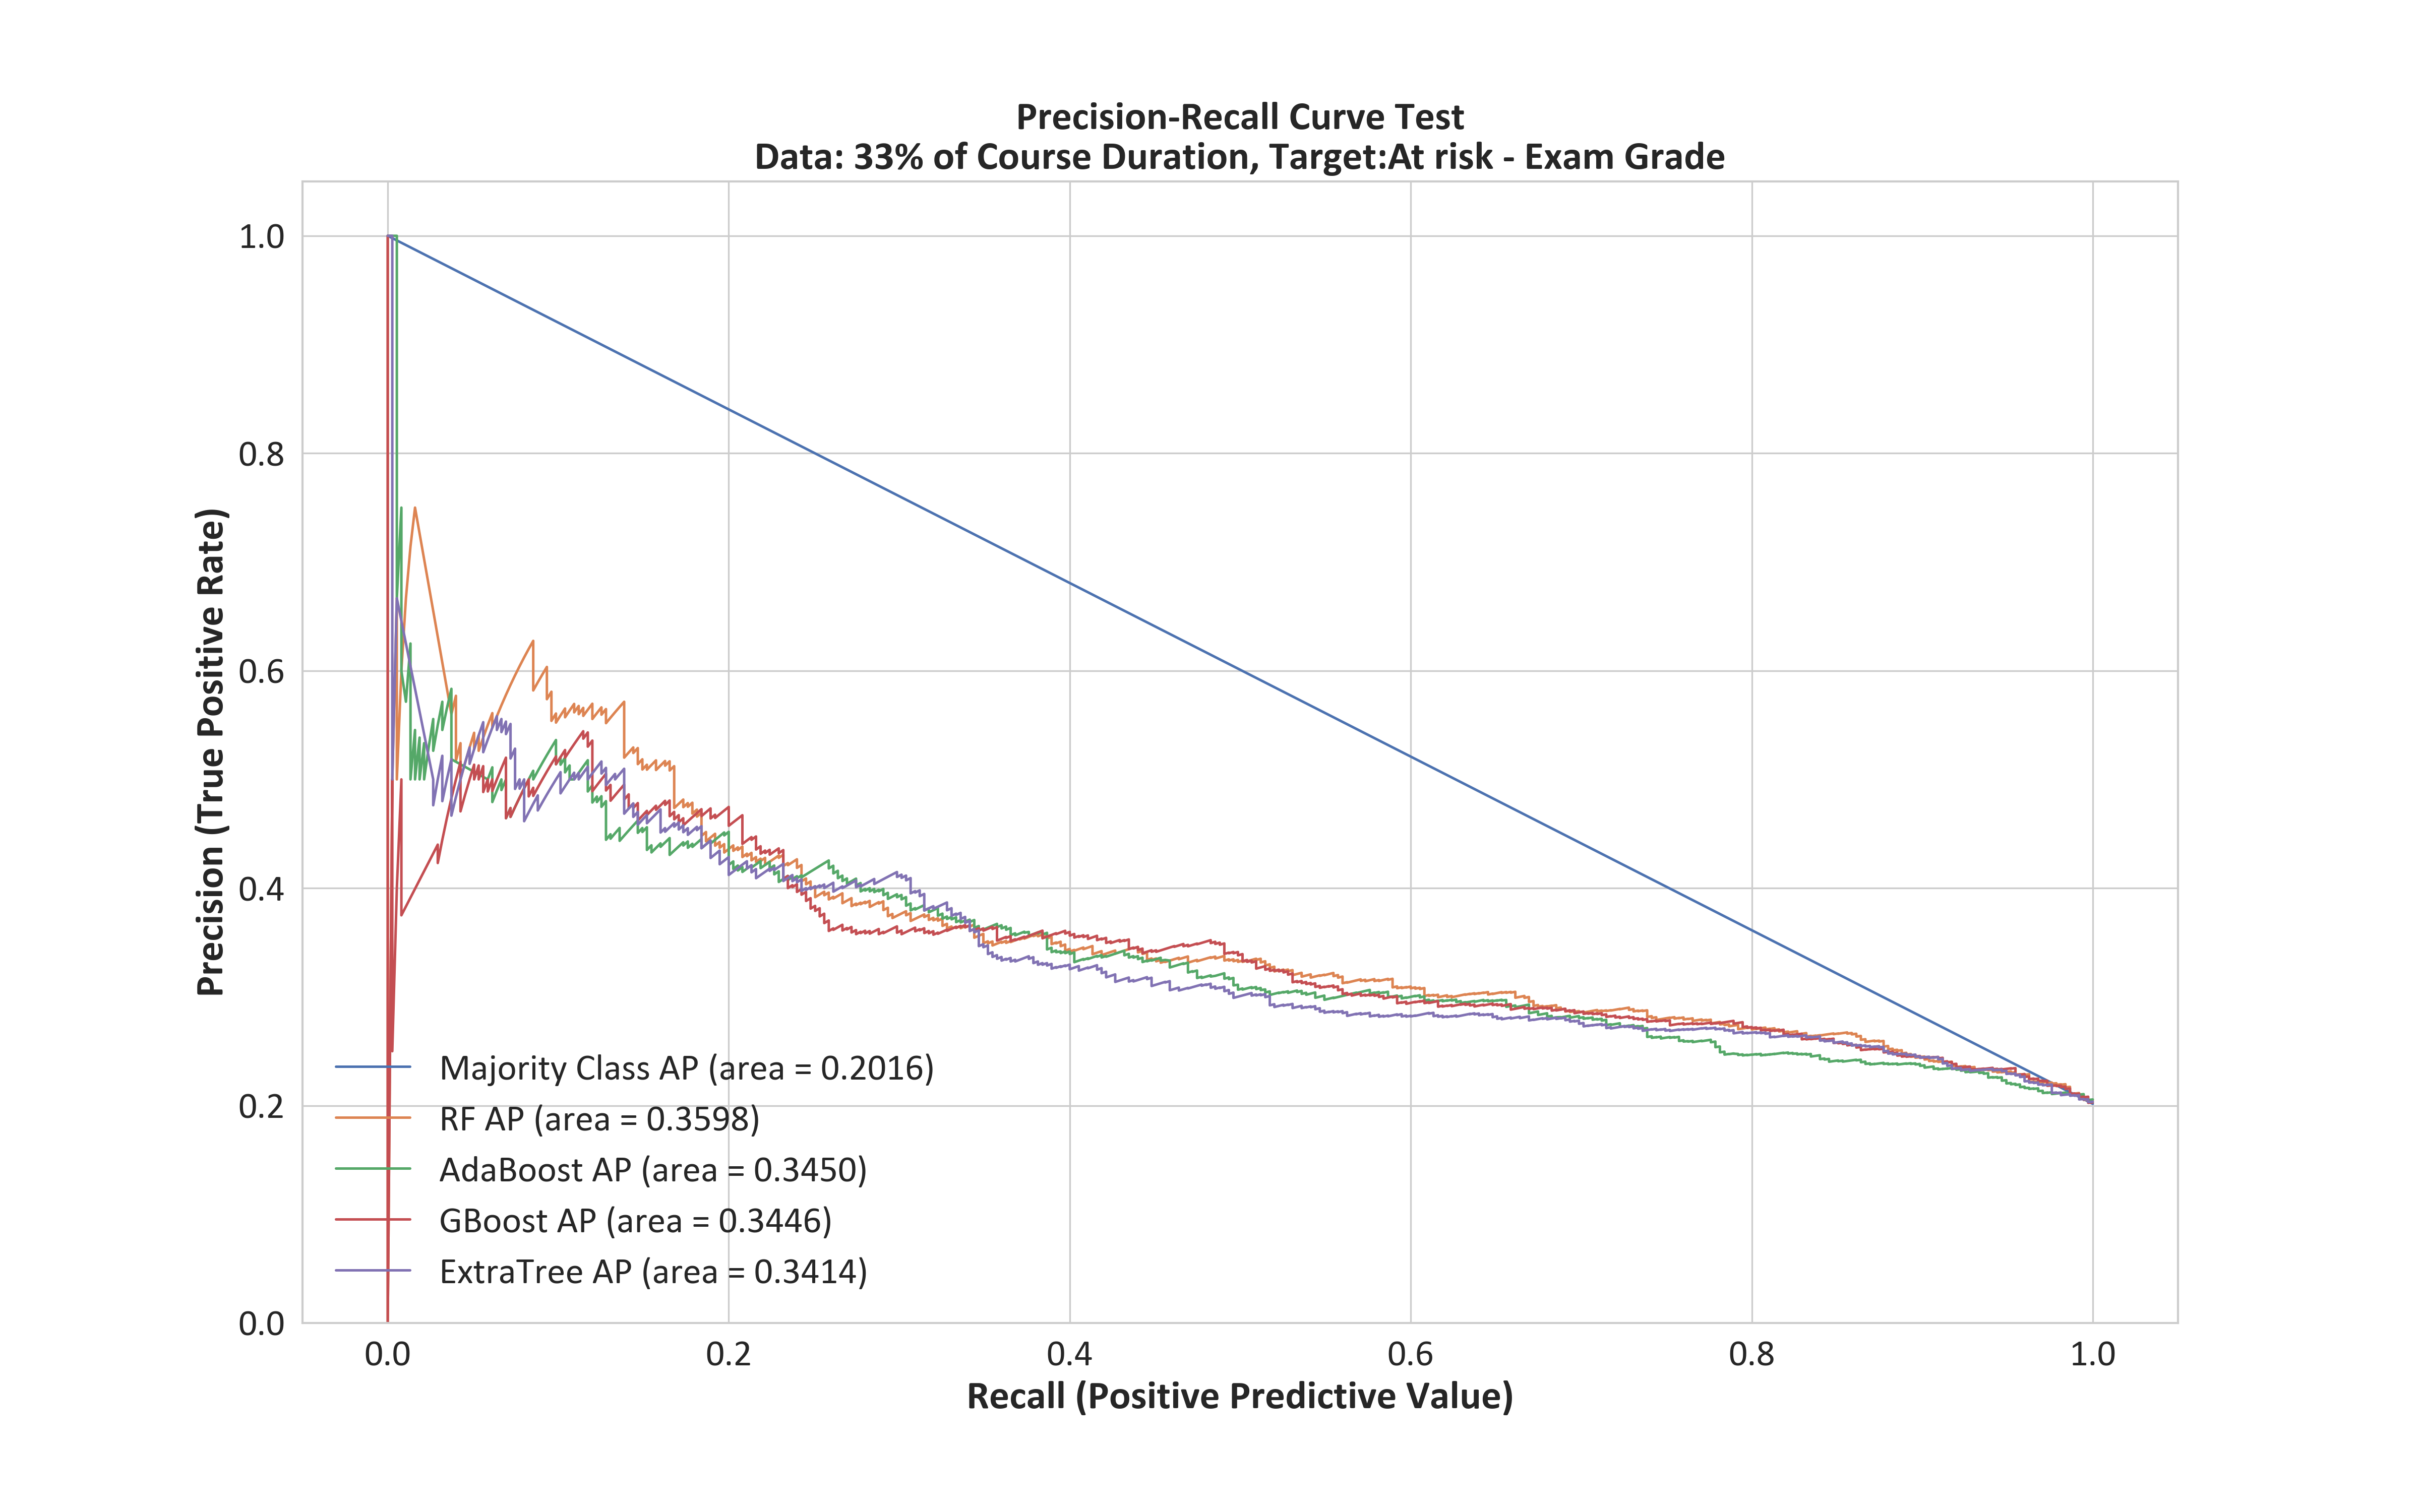 Precision-Recall Curve Test
Data: 33% of Course Duration, Target:At risk - Exam Grade
Precision (True Positive Rate)
1.0
0.8
0.6
0.4
0.2
0.0
Majority Class AP (area = 0.2016)
RF AP (area = 0.3598)
AdaBoost AP (area = 0.3450)
GBoost AP (area = 0.3446)
ExtraTree AP (area = 0.3414)
0.0 0.2 0.4 0.6 0.8 1.0
Recall (Positive Predictive Value)